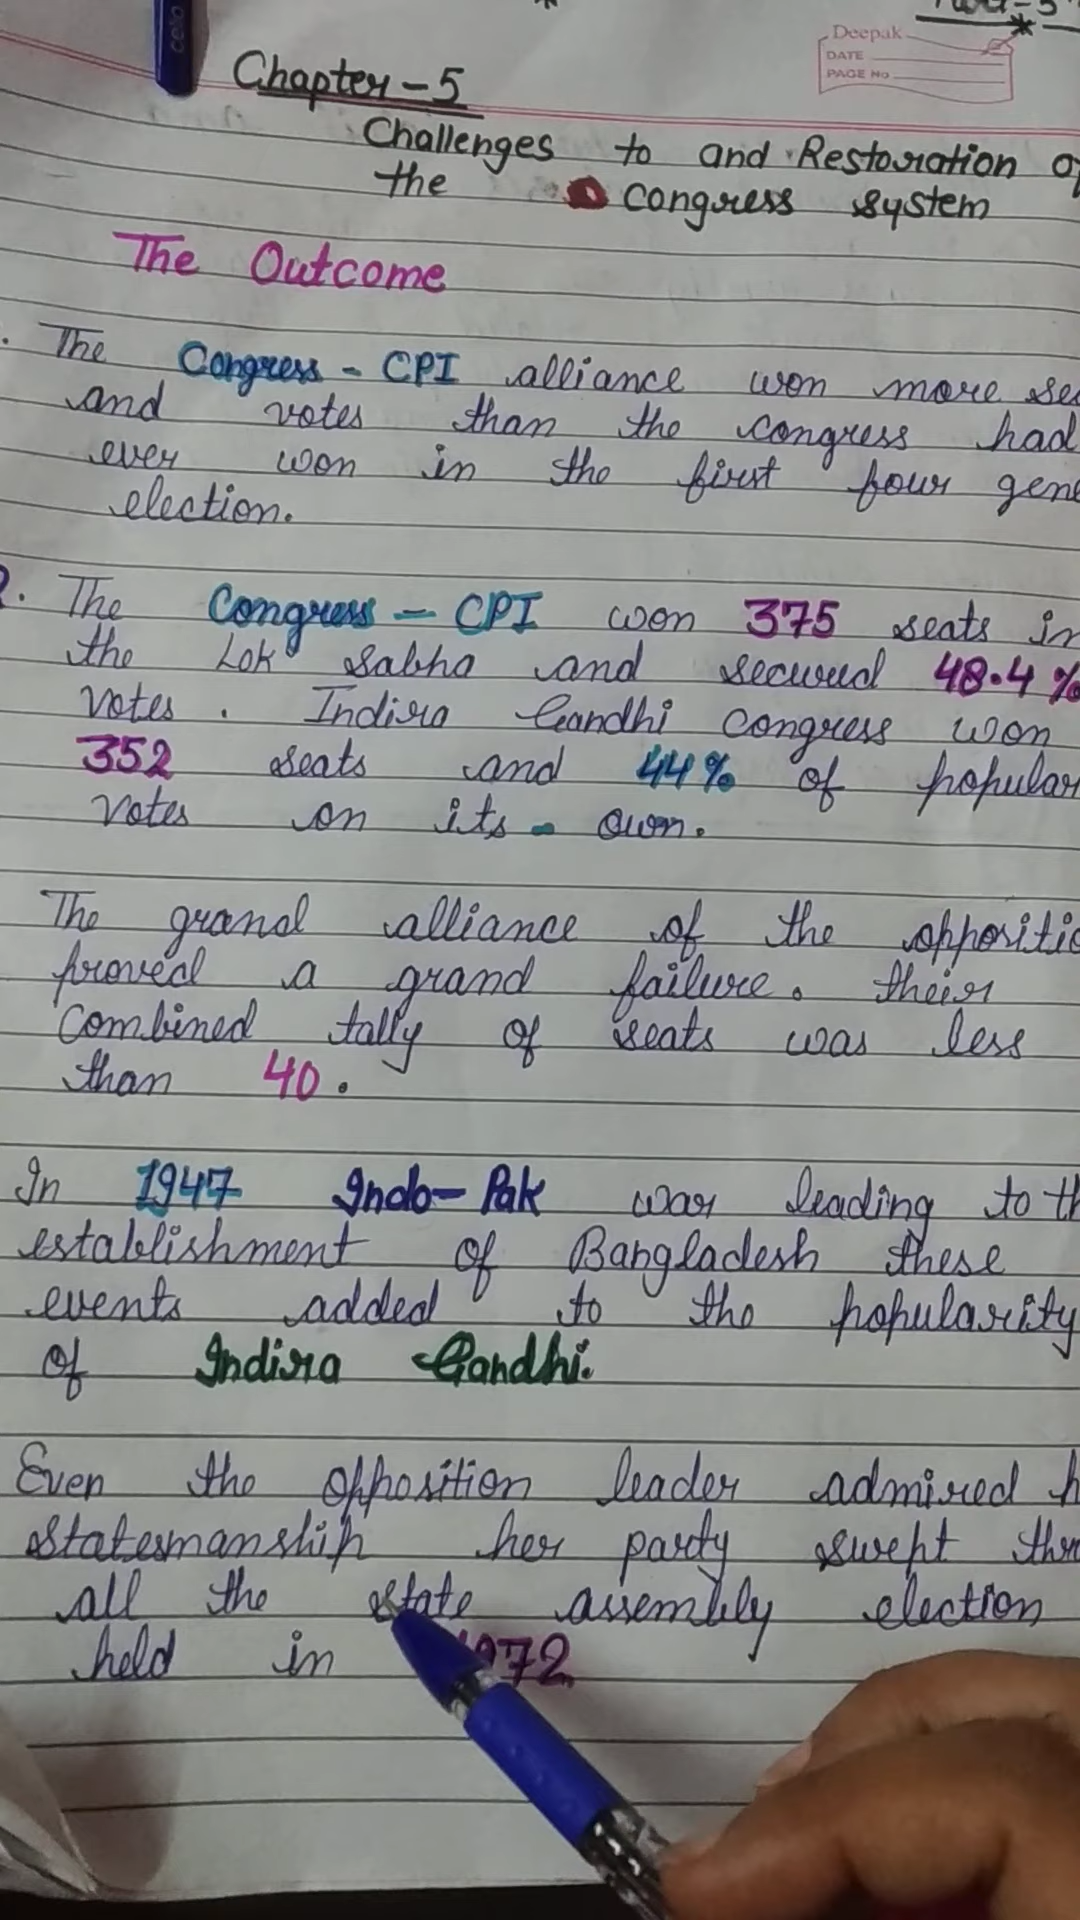 cello
Deepak
DATE
PAGE No
Chapter - 5
Challenges to and Restoration of
the Congress system
The Outcome
The Congress - CPI alliance won more
and votes than the congress had
ever won in the first four
election.
2. The Congress - CPI won 375 seats in
the Lok Sabha and secured 48.4%
votes. Indira Gandhi Congress won
352 seats and 44% of popular
votes on its - own.
The grand alliance of the
proved a grand failure. their
Combined tally of seats was less
than 40.
In 1947 Indo-Pak war leading to
establishment of Bangladesh these
events added to the popularity
of Indira Gandhi.
Even the opposition leader admired
statesmanship her party swept
all the state assembly election
held in 1972